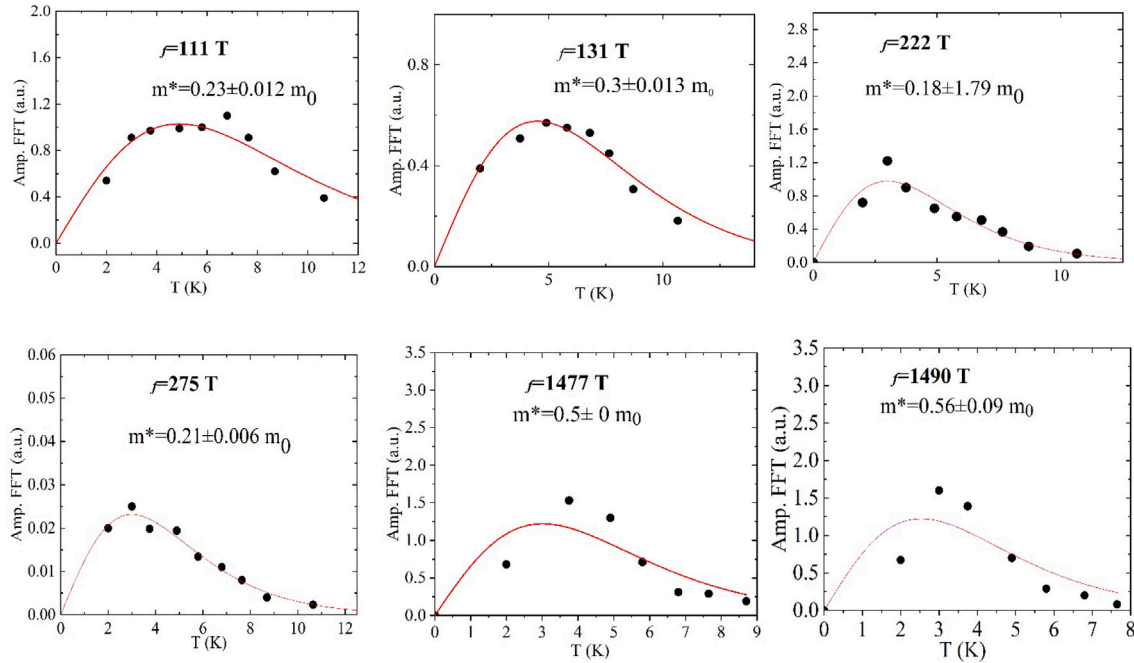 f=111 T
m*=0.23±0.012 m0
Amp. FFT (a.u.)
2.0
1.6
1.2
0.8
0.4
0.0
0 2 4 6 8 10 12
T (K)
f=131 T
m*=0.3±0.013 m0
Amp. FFT (a.u.)
0.8
0.4
0.0
0 5 10
T (K)
f=222 T
m*=0.18±1.79 m0
Amp. FFT (a.u.)
2.8
2.4
2.0
1.6
1.2
0.8
0.4
0.0
0 5 10
T (K)
f=275 T
m*=0.21±0.006 m0
Amp. FFT (a.u.)
0.06
0.05
0.04
0.03
0.02
0.01
0.00
0 2 4 6 8 10 12
T (K)
f=1477 T
m*=0.5± 0 m0
Amp. FFT (a.u.)
3.5
3.0
2.5
2.0
1.5
1.0
0.5
0.0
0 1 2 3 4 5 6 7 8 9
T (K)
f=1490 T
m*=0.56±0.09 m0
Amp. FFT (a.u.)
3.5
3.0
2.5
2.0
1.5
1.0
0.5
0.0
0 1 2 3 4 5 6 7 8
T (K)